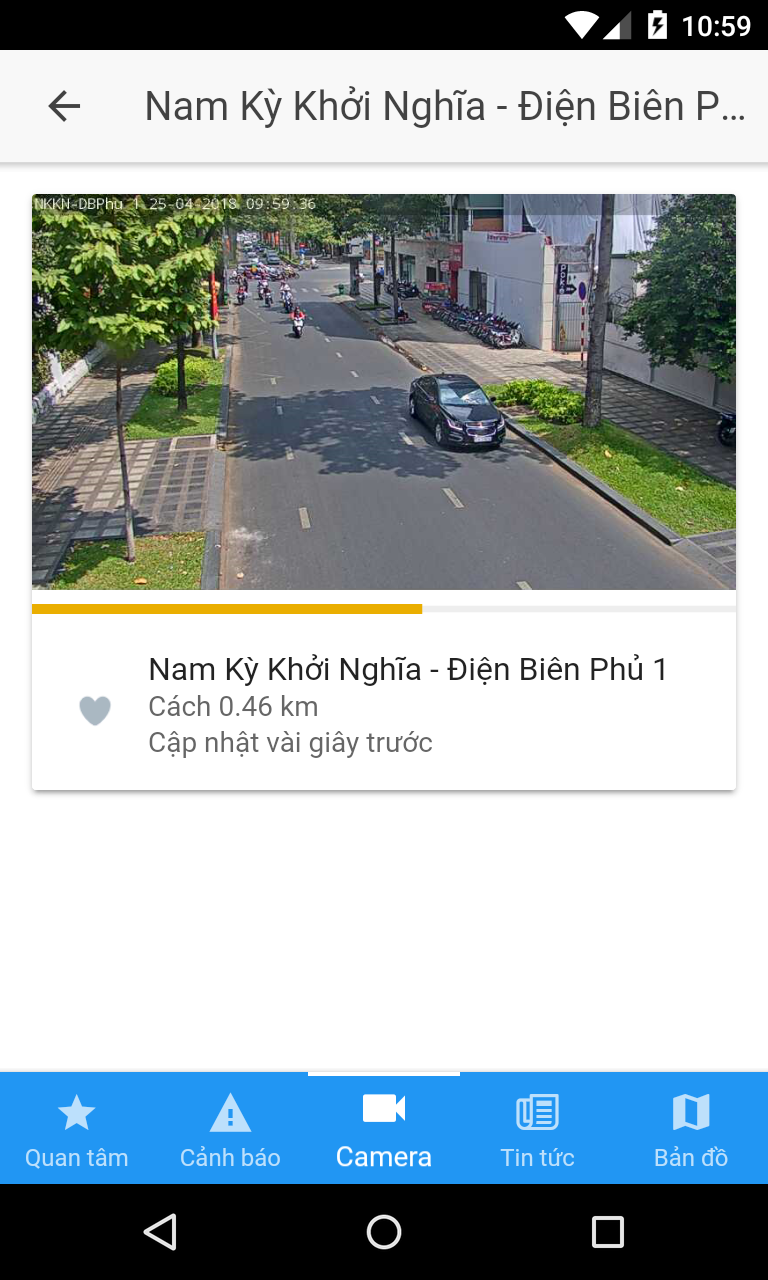 10:59
Nam Kỳ Khởi Nghĩa - Điện Biên P...
NKKN-DBPhu 1 25-04-2018 09:59:36
Nam Kỳ Khởi Nghĩa - Điện Biên Phủ 1
Cách 0.46 km
Cập nhật vài giây trước
Quan tâm
Cảnh báo
Camera
Tin tức
Bản đồ